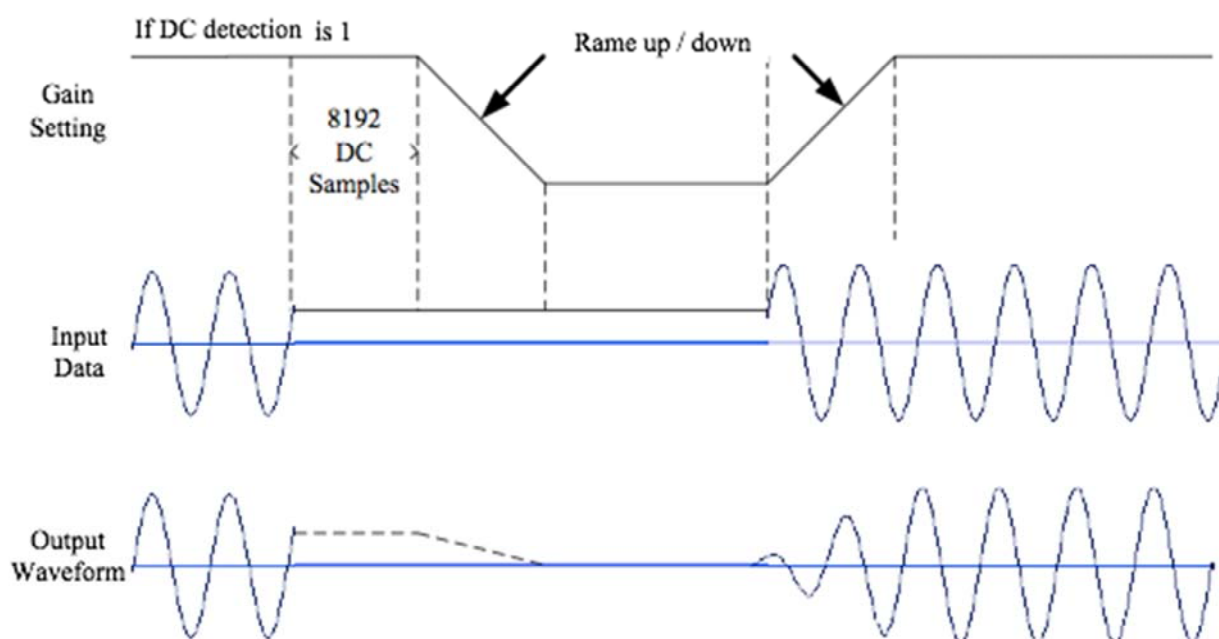 If DC detection is 1
Rame up / down
Gain
Setting
8192
DC
Samples
Input
Data
Output
Waveform